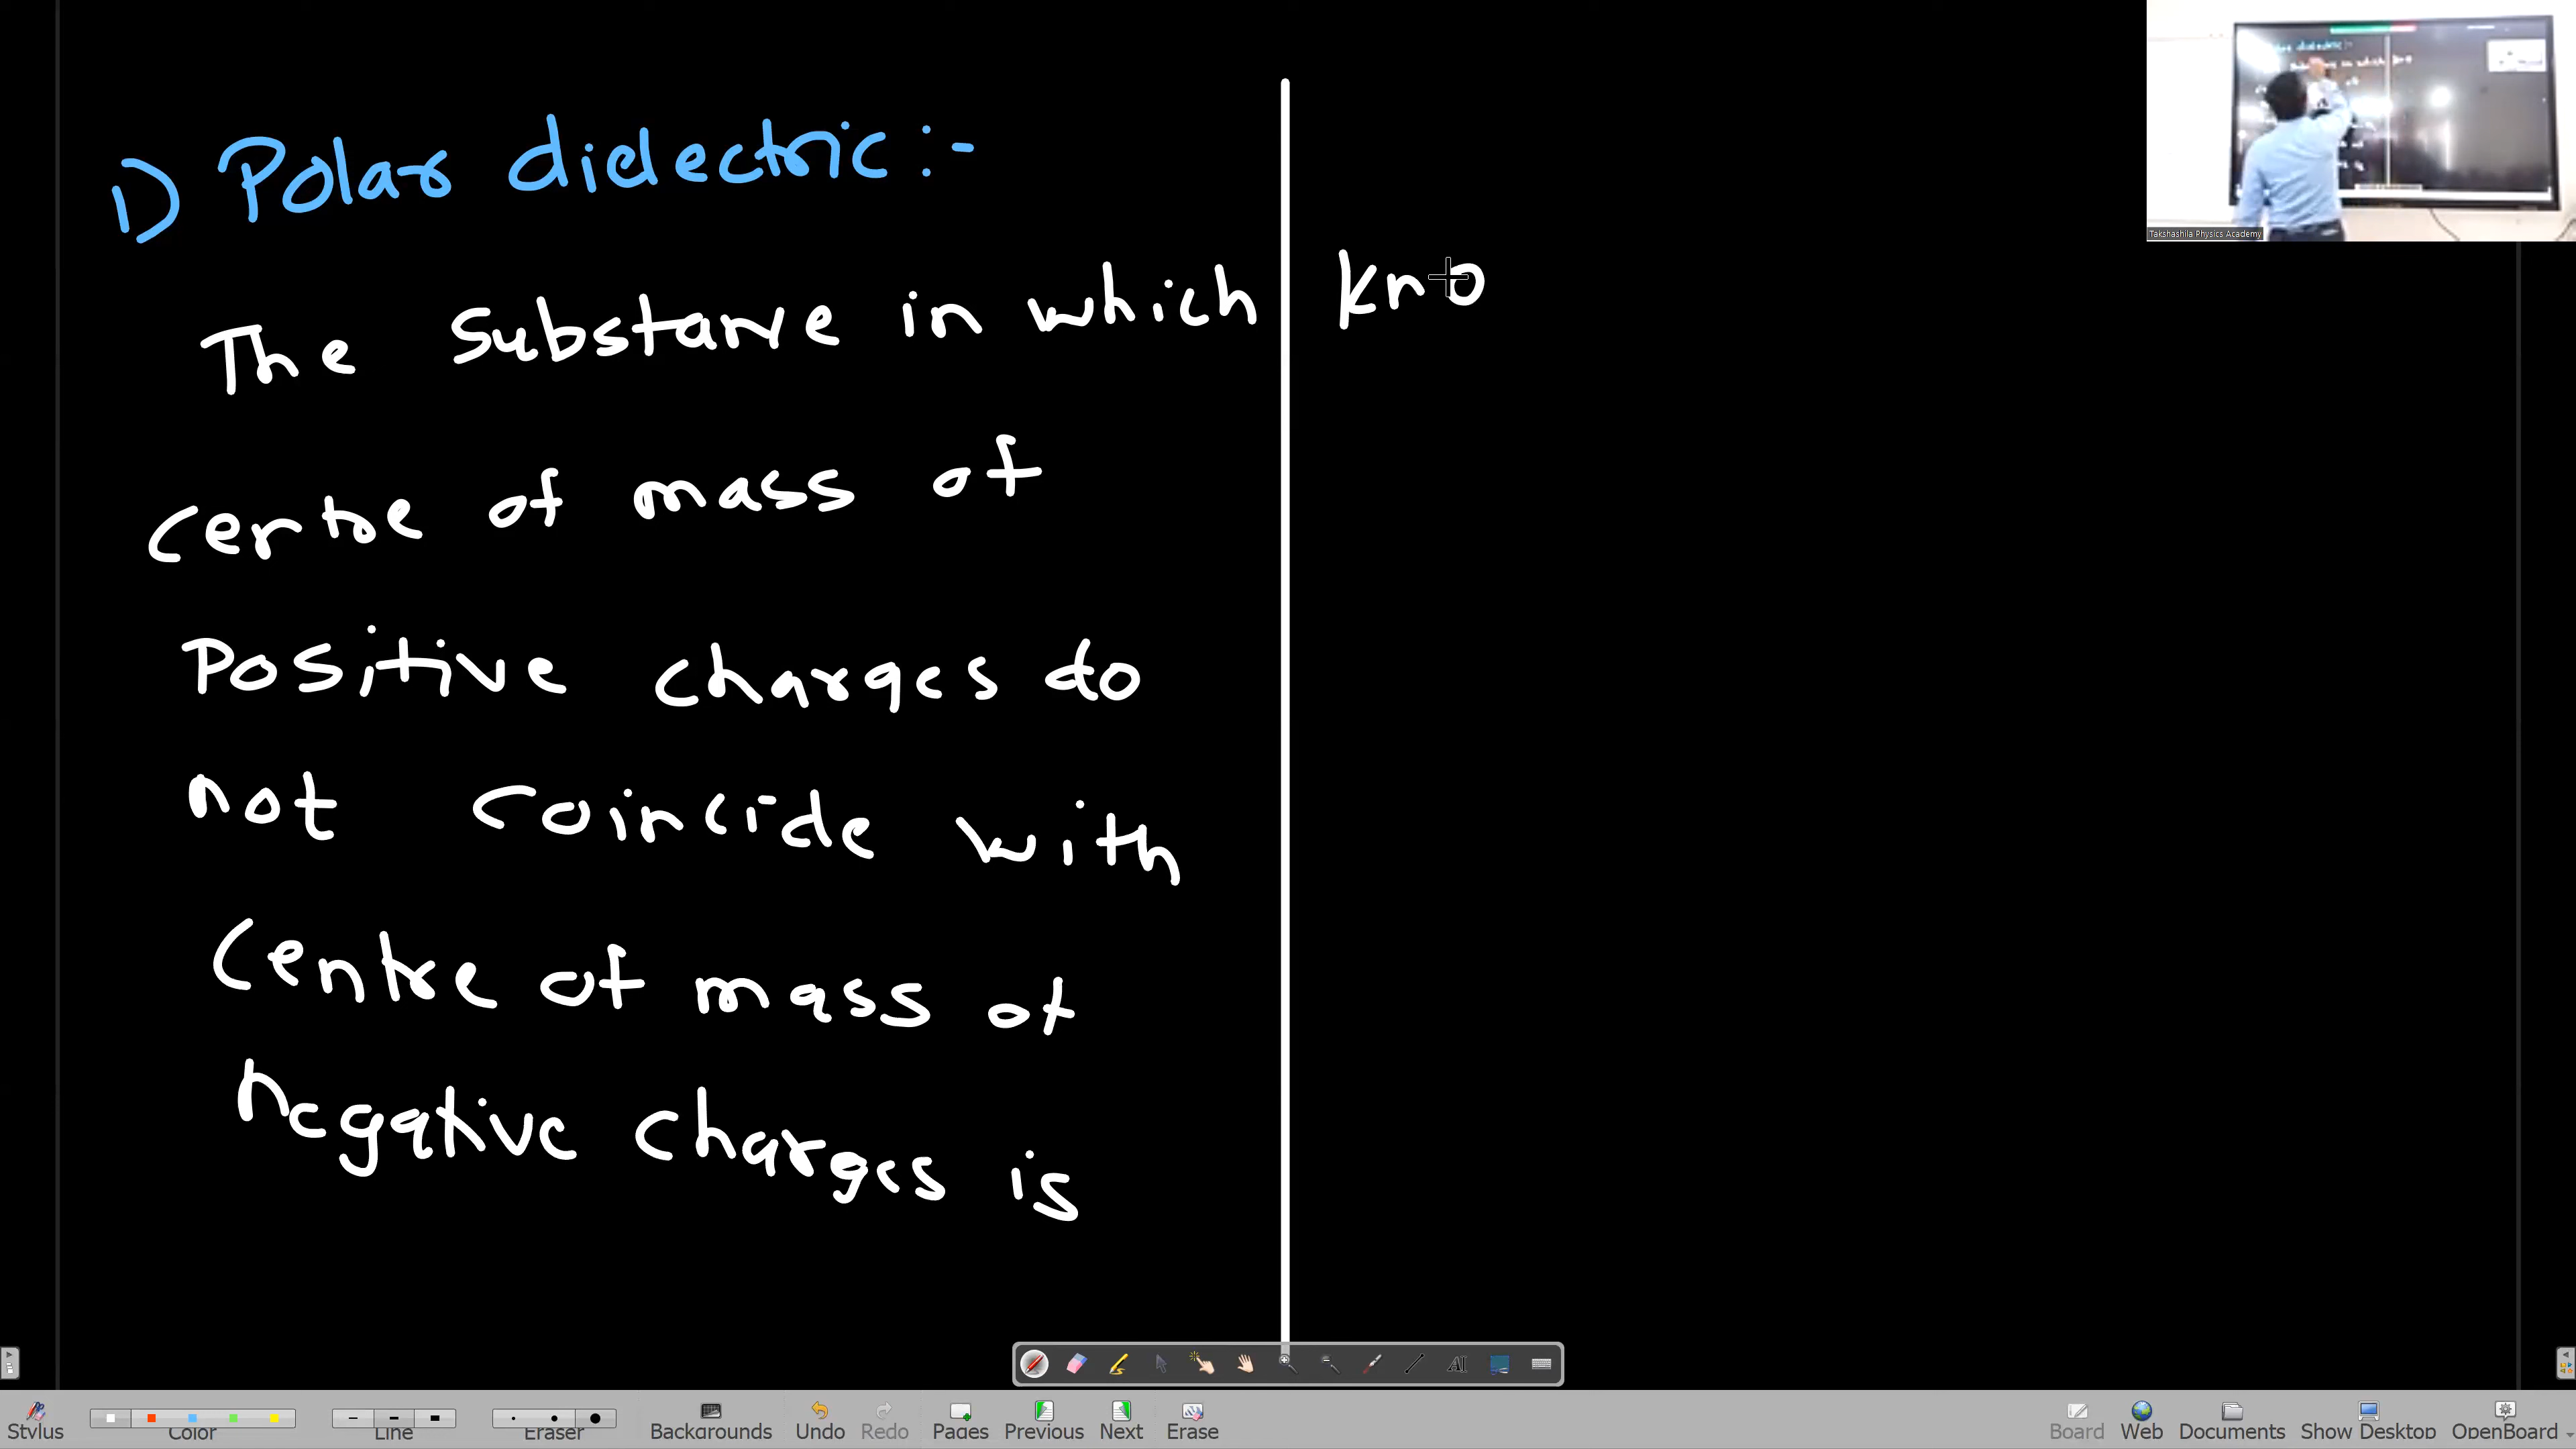 1) Polar dielectric :-
The substance in which
centre of mass of
positive charges do
not coincide with
centre of mass of
negative charges is
kno
Takshashila Physics Academy
Stylus
Color
Line
Eraser
Backgrounds
Undo
Redo
Pages
Previous
Next
Erase
Board
Web
Documents
Show Desktop
OpenBoard